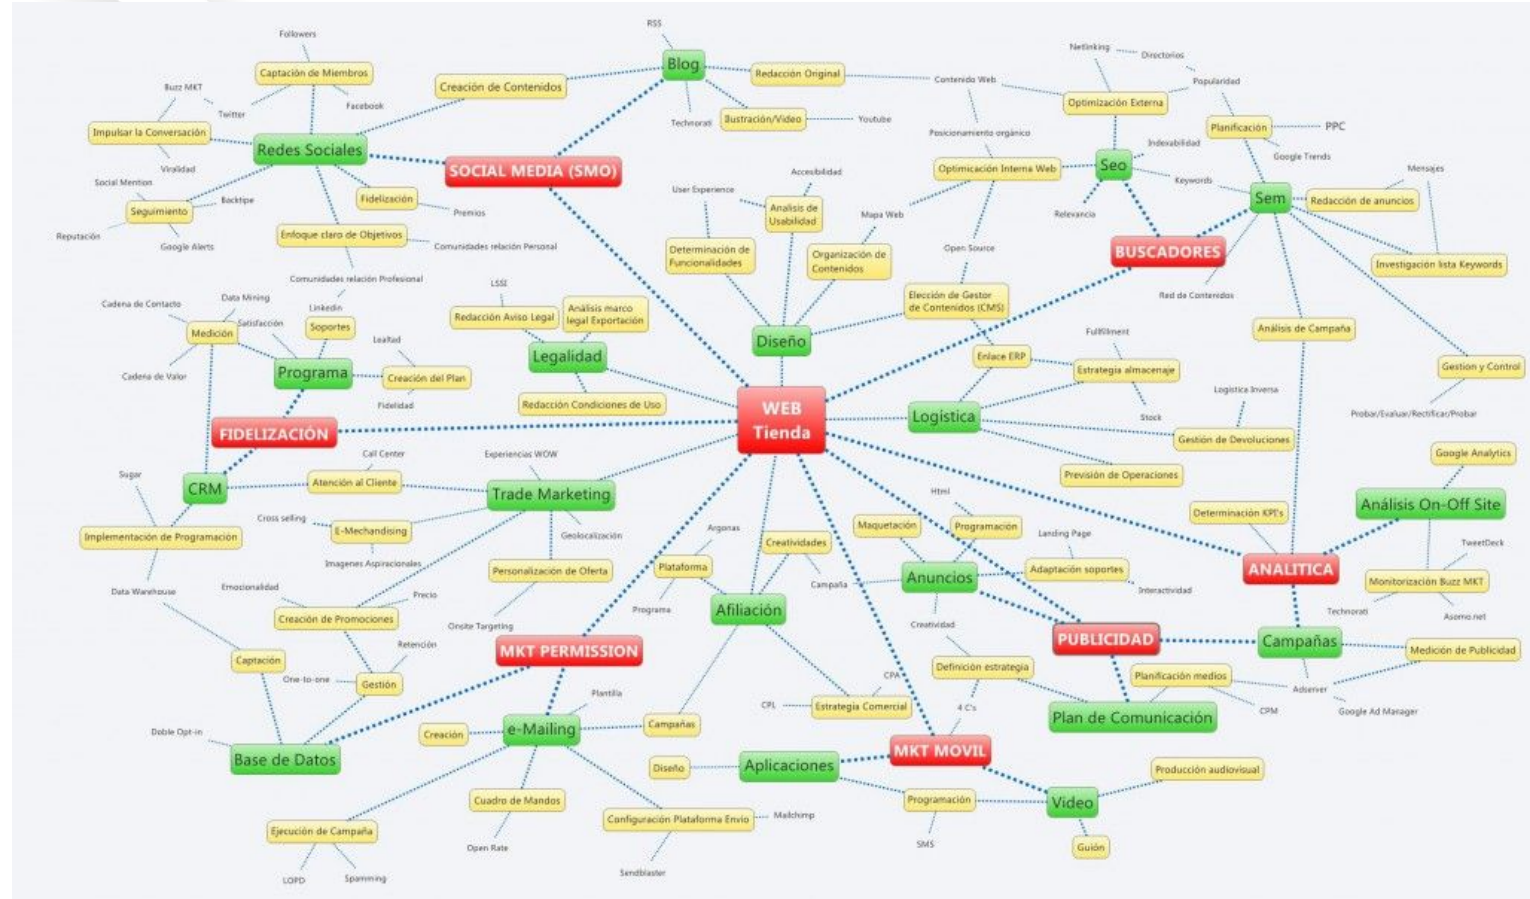 RSS
Followers
Blog
Netlinking
Directorios
Captación de Miembros
Redacción Original
Contenido Web
Popularidad
Buzz MKT
Creación de Contenidos
Optimización Externa
Facebook
Twitter
Technorati
Ilustración/Video
Youtube
Planificación
PPC
Impulsar la Conversación
Posicionamiento orgánico
Redes Sociales
Indexabilidad
Google Trends
Viralidad
SOCIAL MEDIA (SMO)
Accesibilidad
Optimicación Interna Web
Seo
Mensajes
Social Mention
User Experience
Keywords
Sem
Redacción de anuncios
Backtipe
Fidelización
Seguimiento
Premios
Analisis de
Usabilidad
Mapa Web
Relevancia
Reputación
Google Alerts
Enfoque claro de Objetivos
Comunidades relación Personal
Determinación de
Funcionalidades
Organización de
Contenidos
Open Source
BUSCADORES
Investigación lista Keywords
Comunidades relación Profesional
LSSI
Red de Contenidos
Cadena de Contacto
Data Mining
Linkedin
Elección de Gestor
de Contenidos (CMS)
Satisfacción
Soportes
Redacción Aviso Legal
Análisis marco
legal Exportación
Medición
Análisis de Campaña
Fullfillment
LeaRad
Diseño
Legalidad
Enlace ERP
Programa
Creación del Plan
Cadena de Valor
Estrategia almacenaje
Gestion y Control
Logistica Inversa
Fidelidad
Redacción Condiciones de Uso
WEB
Tienda
Logística
Stock
Probar/Evaluar/Rectificar/Probar
FIDELIZACIÓN
Gestión de Devoluciones
Call Center
Experiencias WOW
Google Analytics
Sugar
Previsión de Operaciones
CRM
Atención al Cliente
Trade Marketing
Html
Análisis On-Off Site
Cross selling
E-Mechandising
Argonas
Maquetación
Programación
Determinación KPI's
Implementación de Programación
Geolocalización
Creatividades
Landing Page
TweetDeck
Imagenes Aspiracionales
Personalización de Oferta
Plataforma
Campaña
Anuncios
Adaptación soportes
ANALITICA
Monitorización Buzz MKT
Emocionalidad
Precio
Data Warehouse
Interactividad
Programa
Afiliación
Technorati
Asomo.net
Creación de Promociones
Onsite Targeting
Creatividad
PUBLICIDAD
Campañas
Retención
MKT PERMISSION
Medición de Publicidad
Captación
Definición estrategia
One-to-one
Gestión
CPA
Planificación medios
Adserver
Plantilla
CPL
Estrategia Comercial
4 C's
CPM
Google Ad Manager
Plan de Comunicación
Doble Opt-in
Creación
e-Mailing
Campañas
MKT MOVIL
Base de Datos
Diseño
Aplicaciones
Producción audiovisual
Cuadro de Mandos
Programación
Video
Configuración Plataforma Envio
Mailchimp
Ejecución de Campaña
Open Rate
SMS
Guión
LOPD
Spamming
Sendblaster